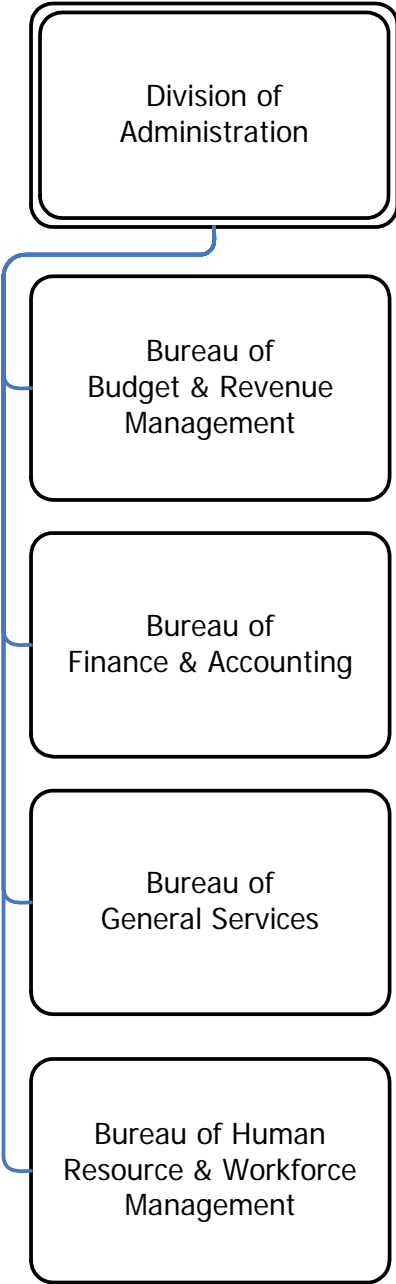 Division of
Administration
Bureau of
Budget & Revenue
Management
Bureau of
Finance & Accounting
Bureau of
General Services
Bureau of Human
Resource & Workforce
Management